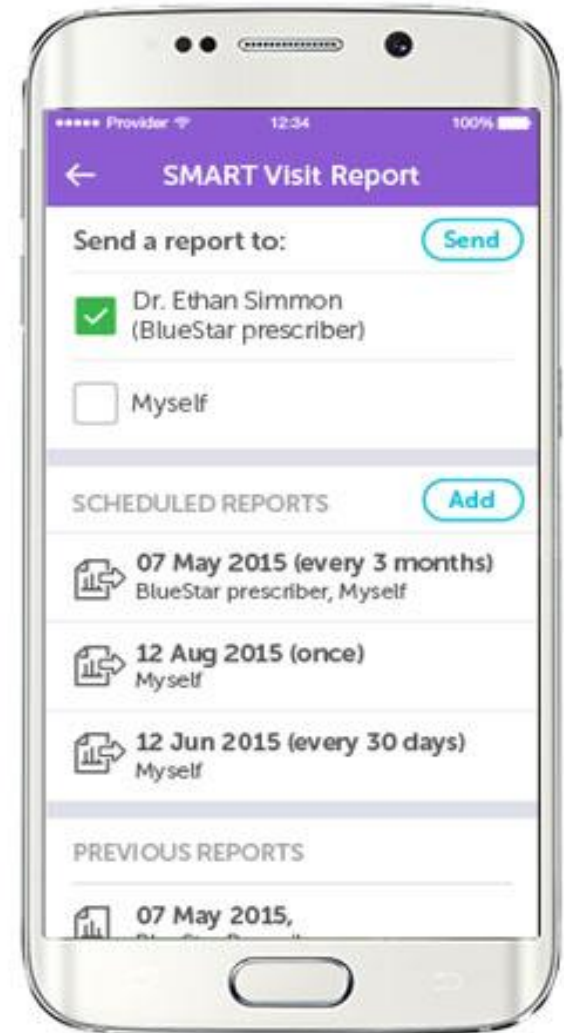 Provider 12:34 100%
SMART Visit Report
Send a report to: Send
Dr. Ethan Simmon
(BlueStar prescriber)
Myself
SCHEDULED REPORTS Add
07 May 2015 (every 3 months)
BlueStar prescriber, Myself
12 Aug 2015 (once)
Myself
12 Jun 2015 (every 30 days)
Myself
PREVIOUS REPORTS
07 May 2015,